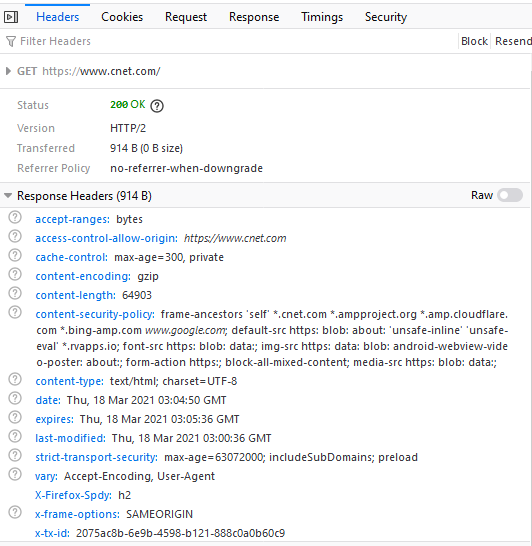 Headers Cookies Request Response Timings Security
Filter Headers Block Resend
GET https://www.cnet.com/
Status 200 OK ?
Version HTTP/2
Transferred 914 B (0 B size)
Referrer Policy no-referrer-when-downgrade
Response Headers (914 B) Raw
? accept-ranges: bytes
? access-control-allow-origin: https://www.cnet.com
? cache-control: max-age=300, private
? content-encoding: gzip
? content-length: 64903
? content-security-policy: frame-ancestors 'self' *.cnet.com *.ampproject.org *.amp.cloudflare.
com *.bing-amp.com www.google.com; default-src https: blob: about: 'unsafe-inline' 'unsafe-
eval' *.rvapps.io; font-src https: blob: data:; img-src https: data: blob: android-webview-vide
o-poster: about:; form-action https:; block-all-mixed-content; media-src https: blob: data:;
? content-type: text/html; charset=UTF-8
? date: Thu, 18 Mar 2021 03:04:50 GMT
? expires: Thu, 18 Mar 2021 03:05:36 GMT
? last-modified: Thu, 18 Mar 2021 03:00:36 GMT
? strict-transport-security: max-age=63072000; includeSubDomains; preload
? vary: Accept-Encoding, User-Agent
X-Firefox-Spdy: h2
? x-frame-options: SAMEORIGIN
x-tx-id: 2075ac8b-6e9b-4598-b121-888c0a0b60c9